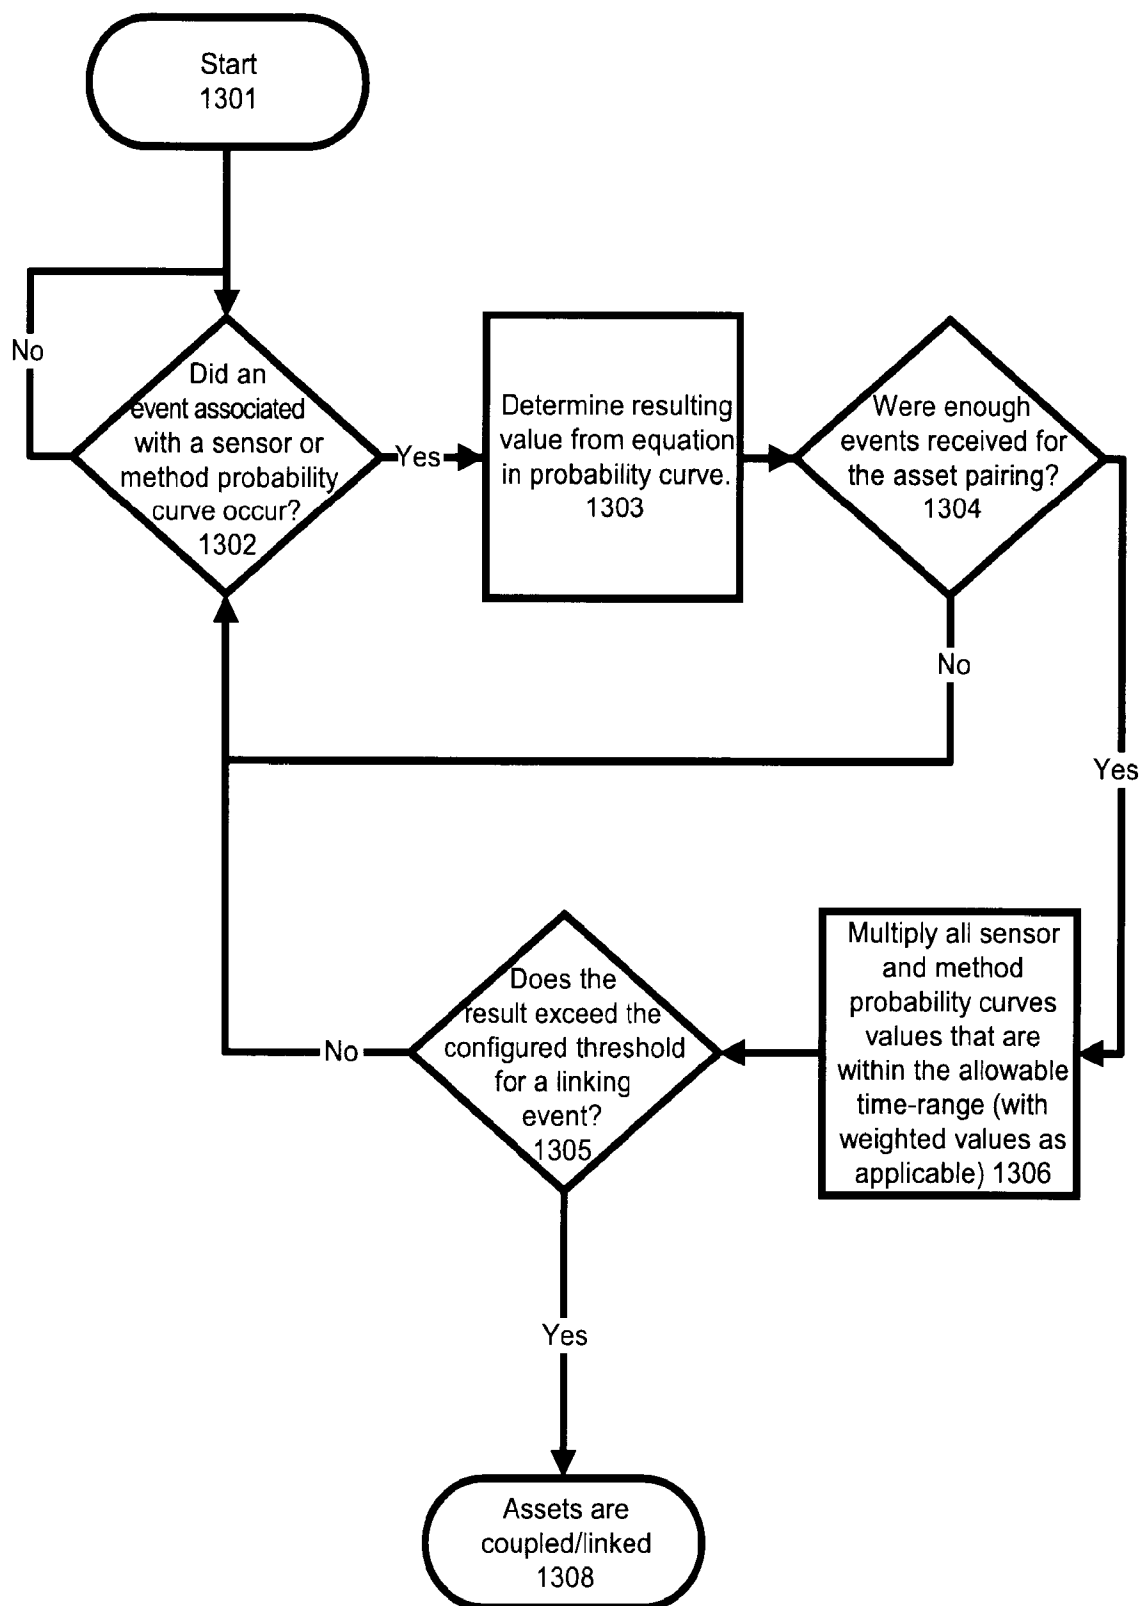 Start
1301
No
Did an
event associated
with a sensor or
method probability
curve occur?
1302
Yes
Determine resulting
value from equation
in probability curve.
1303
Were enough
events received for
the asset pairing?
1304
No
Yes
Multiply all sensor
and method
probability curves
values that are
within the allowable
time-range (with
weighted values as
applicable) 1306
Does the
result exceed the
configured threshold
for a linking
event?
1305
No
Yes
Assets are
coupled/linked
1308